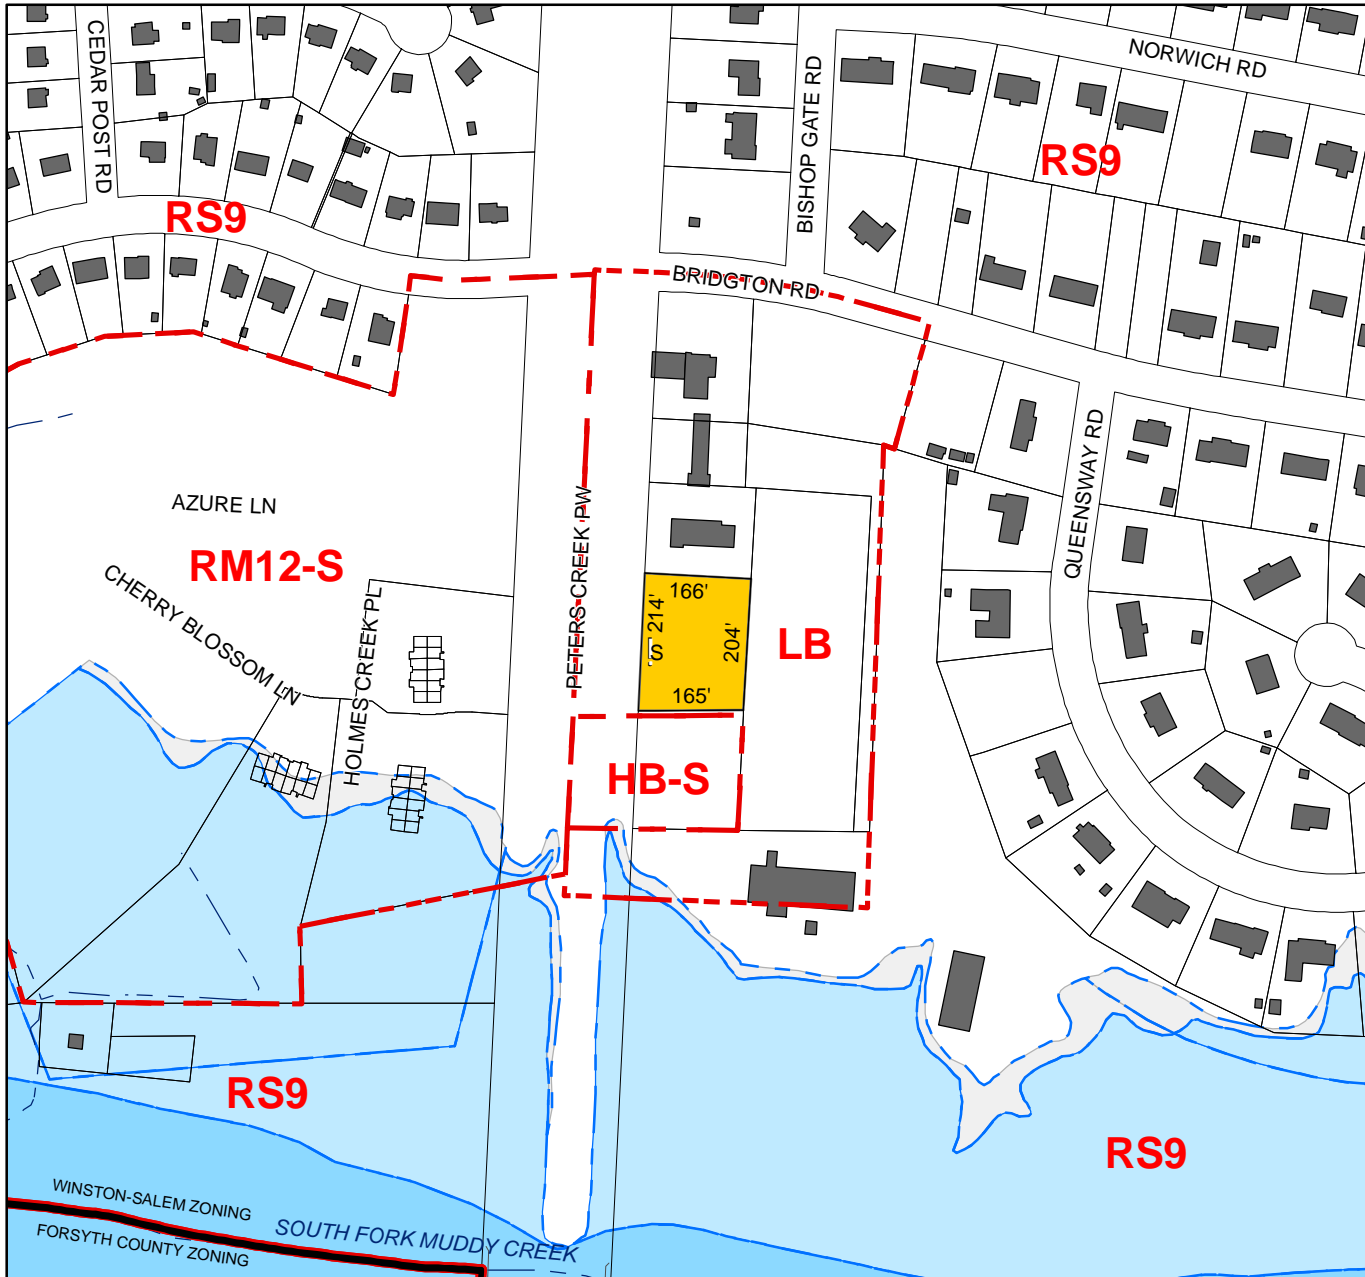 CEDAR POST RD
NORWICH RD
BISHOP GATE RD
RS9
RS9
BRIDGTON RD
QUEENSWAY RD
AZURE LN
PETERS CREEK PW
RM12-S
CHERRY BLOSSOM LN
HOLMES CREEK PL
166'
214'
S
204'
165'
LB
HB-S
RS9
RS9
WINSTON-SALEM ZONING
FORSYTH COUNTY ZONING
SOUTH FORK MUDDY CREEK